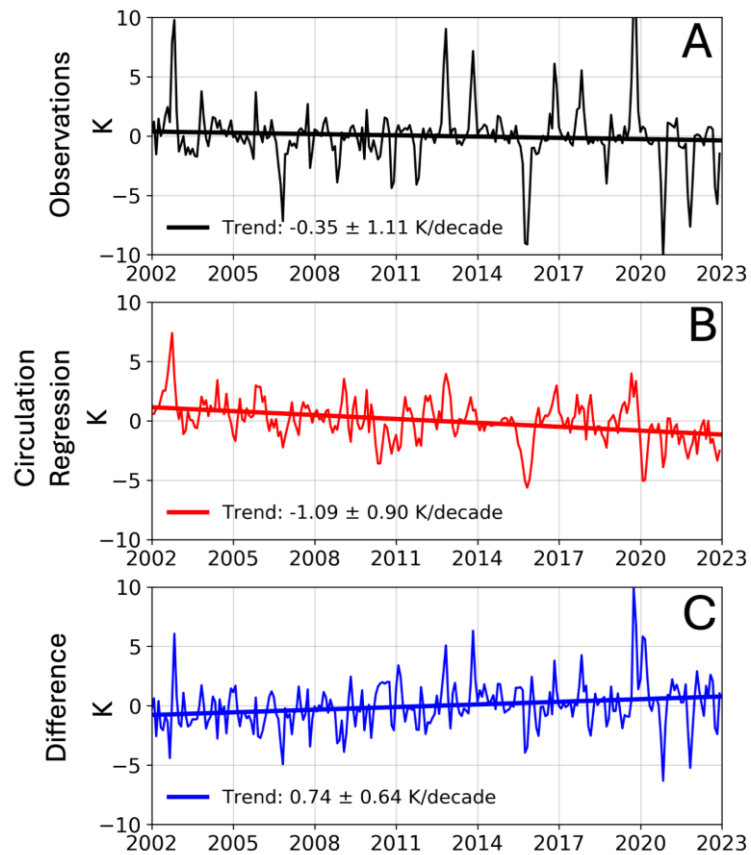 Observations
K
10
5
0
−5
−10
A
Trend: -0.35 ± 1.11 K/decade
2002 2005 2008 2011 2014 2017 2020 2023
Circulation
Regression
K
10
5
0
−5
−10
B
Trend: -1.09 ± 0.90 K/decade
2002 2005 2008 2011 2014 2017 2020 2023
Difference
K
10
5
0
−5
−10
C
Trend: 0.74 ± 0.64 K/decade
2002 2005 2008 2011 2014 2017 2020 2023